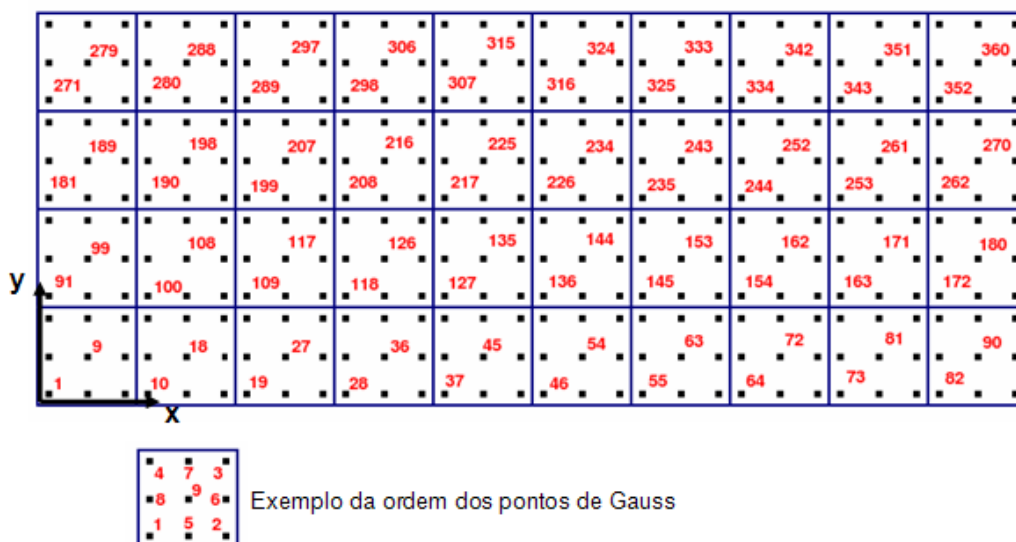 279 288 297 306 315 324 333 342 351 360
271 280 289 298 307 316 325 334 343 352
189 198 207 216 225 234 243 252 261 270
181 190 199 208 217 226 235 244 253 262
99 108 117 126 135 144 153 162 171 180
y
91 100 109 118 127 136 145 154 163 172
9 18 27 36 45 54 63 72 81 90
1 10 19 28 37 46 55 64 73 82
x
4 7 3
8 9 6
1 5 2
Exemplo da ordem dos pontos de Gauss